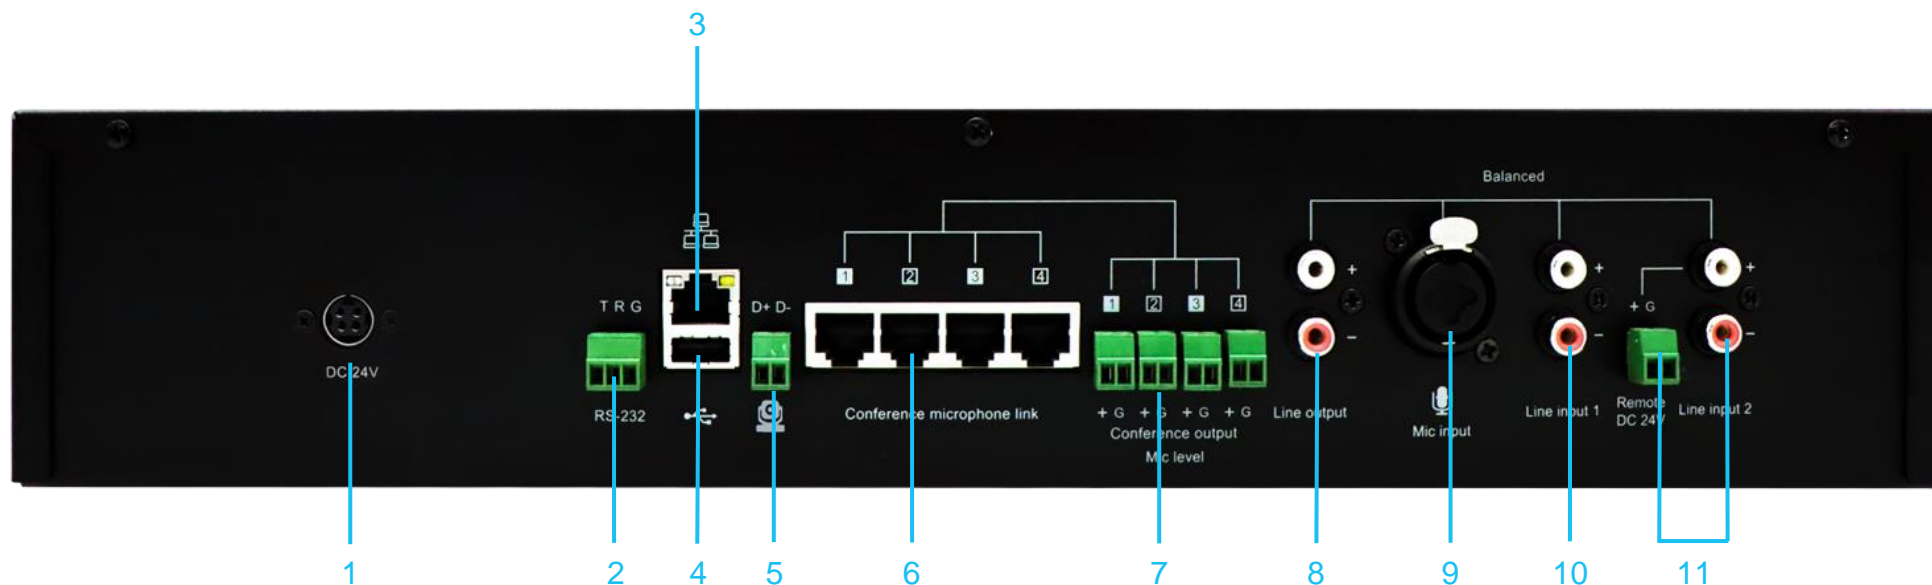 3
Balanced
1 2 3 4
T R G
D+ D-
1 2 3 4
+
+
+
+ G
-
-
-
DC 24V
RS-232
Conference microphone link
+ G + G + G + G
Conference output
Mic level
Line output
Mic input
Line input 1
Remote
DC 24V
Line input 2
1 2 4 5 6 7 8 9 10 11